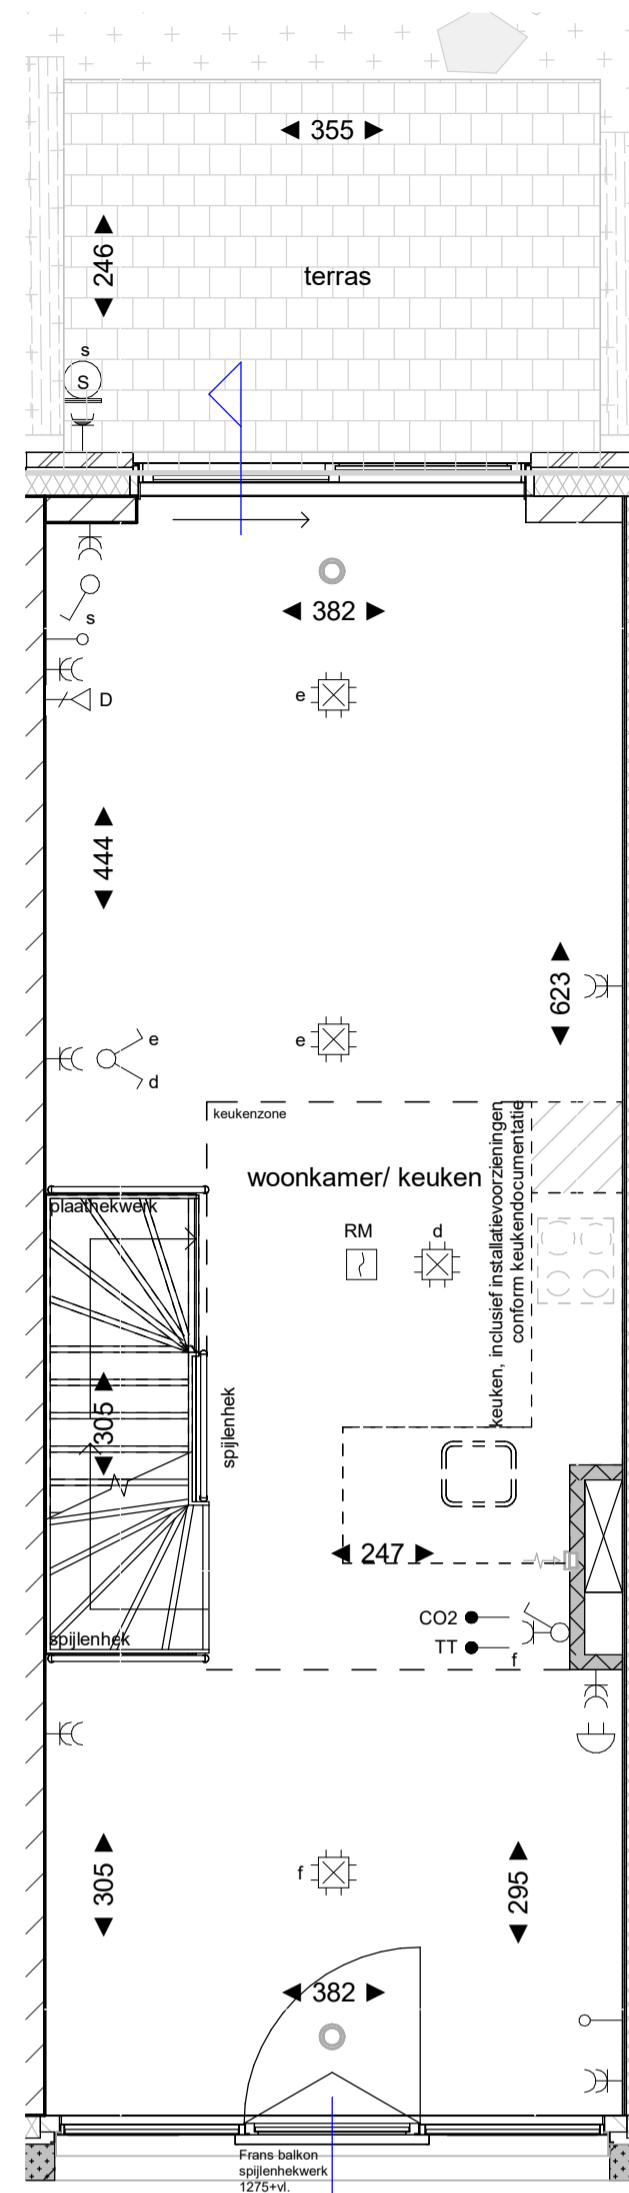 355
246
terras
s
S
382
s
e
D
444
623
e
e
d
keukenzone
keuken, inclusief installatievoorzieningen
conform keukendocumentatie
woonkamer/ keuken
plaathekwerk
RM
d
305
spijlenhek
247
CO2
TT
f
spijlenhek
305
f
295
382
Frans balkon
spijlenhekwerk
1275+vl.